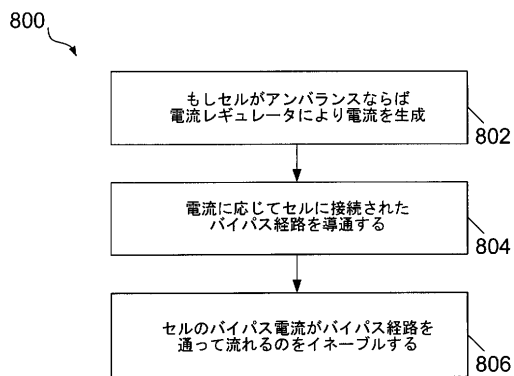 800
もしセルがアンバランスならば
電流レギュレータにより電流を生成
802
電流に応じてセルに接続された
バイパス経路を導通する
804
セルのバイパス電流がバイパス経路を
通って流れるのをイネーブルする
806